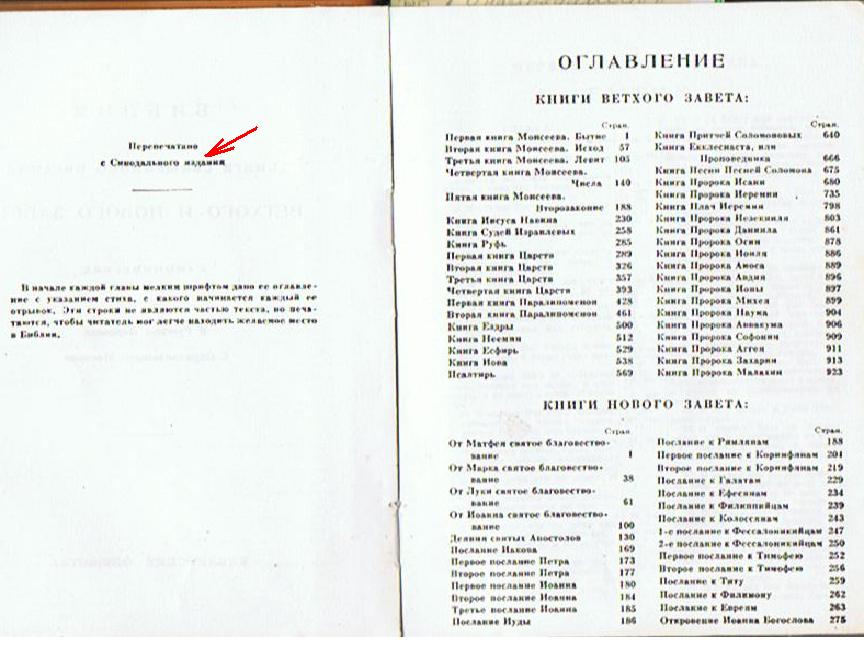 Перепечатано
с Синодального издания
В начале каждой главы мелким шрифтом дано ее оглавле-
ние с указанием стиха, с какого начинается каждый ее
отрывок. Эти строки не являются частью текста, но печа-
таются, чтобы читатель мог легче находить желаемое место
в Библии.
ОГЛАВЛЕНИЕ
КНИГИ ВЕТХОГО ЗАВЕТА:
Стран.
Первая книга Моисеева. Бытие 1
Вторая книга Моисеева. Исход 57
Третья книга Моисеева. Левит 105
Четвертая книга Моисеева.
Числа 140
Пятая книга Моисеева.
Второзаконие 188
Книга Иисуса Навина 230
Книга Судей Израилевых 258
Книга Руфь 285
Первая книга Царств 289
Вторая книга Царств 326
Третья книга Царств 357
Четвертая книга Царств 393
Первая книга Паралипоменон 428
Вторая книга Паралипоменон 461
Книга Ездры 500
Книга Неемии 512
Книга Есфирь 529
Книга Иова 538
Псалтирь 569
Стран.
Книга Притчей Соломоновых 640
Книга Екклесиаста, или
Проповедника 666
Книга Песни Песней Соломона 675
Книга Пророка Исаии 680
Книга Пророка Иеремии 735
Книга Плач Иеремии 798
Книга Пророка Иезекииля 803
Книга Пророка Даниила 861
Книга Пророка Осии 878
Книга Пророка Иоиля 886
Книга Пророка Амоса 889
Книга Пророка Авдия 896
Книга Пророка Ионы 897
Книга Пророка Михея 899
Книга Пророка Наума 904
Книга Пророка Аввакума 906
Книга Пророка Софонии 909
Книга Пророка Аггея 911
Книга Пророка Захарии 913
Книга Пророка Малахии 923
КНИГИ НОВОГО ЗАВЕТА:
Стран.
От Матфея святое благовество-
вание 1
От Марка святое благовество-
вание 38
От Луки святое благовество-
вание 61
От Иоанна святое благовество-
вание 100
Деяния святых Апостолов 130
Послание Иакова 169
Первое послание Петра 173
Второе послание Петра 177
Первое послание Иоанна 180
Второе послание Иоанна 184
Третье послание Иоанна 185
Послание Иуды 186
Стран.
Послание к Римлянам 188
Первое послание к Коринфянам 201
Второе послание к Коринфянам 219
Послание к Галатам 229
Послание к Ефесянам 234
Послание к Филиппийцам 239
Послание к Колоссянам 243
1-е послание к Фессалоникийцам 247
2-е послание к Фессалоникийцам 250
Первое послание к Тимофею 252
Второе послание к Тимофею 256
Послание к Титу 259
Послание к Филимону 262
Послание к Евреям 263
Откровение Иоанна Богослова 275